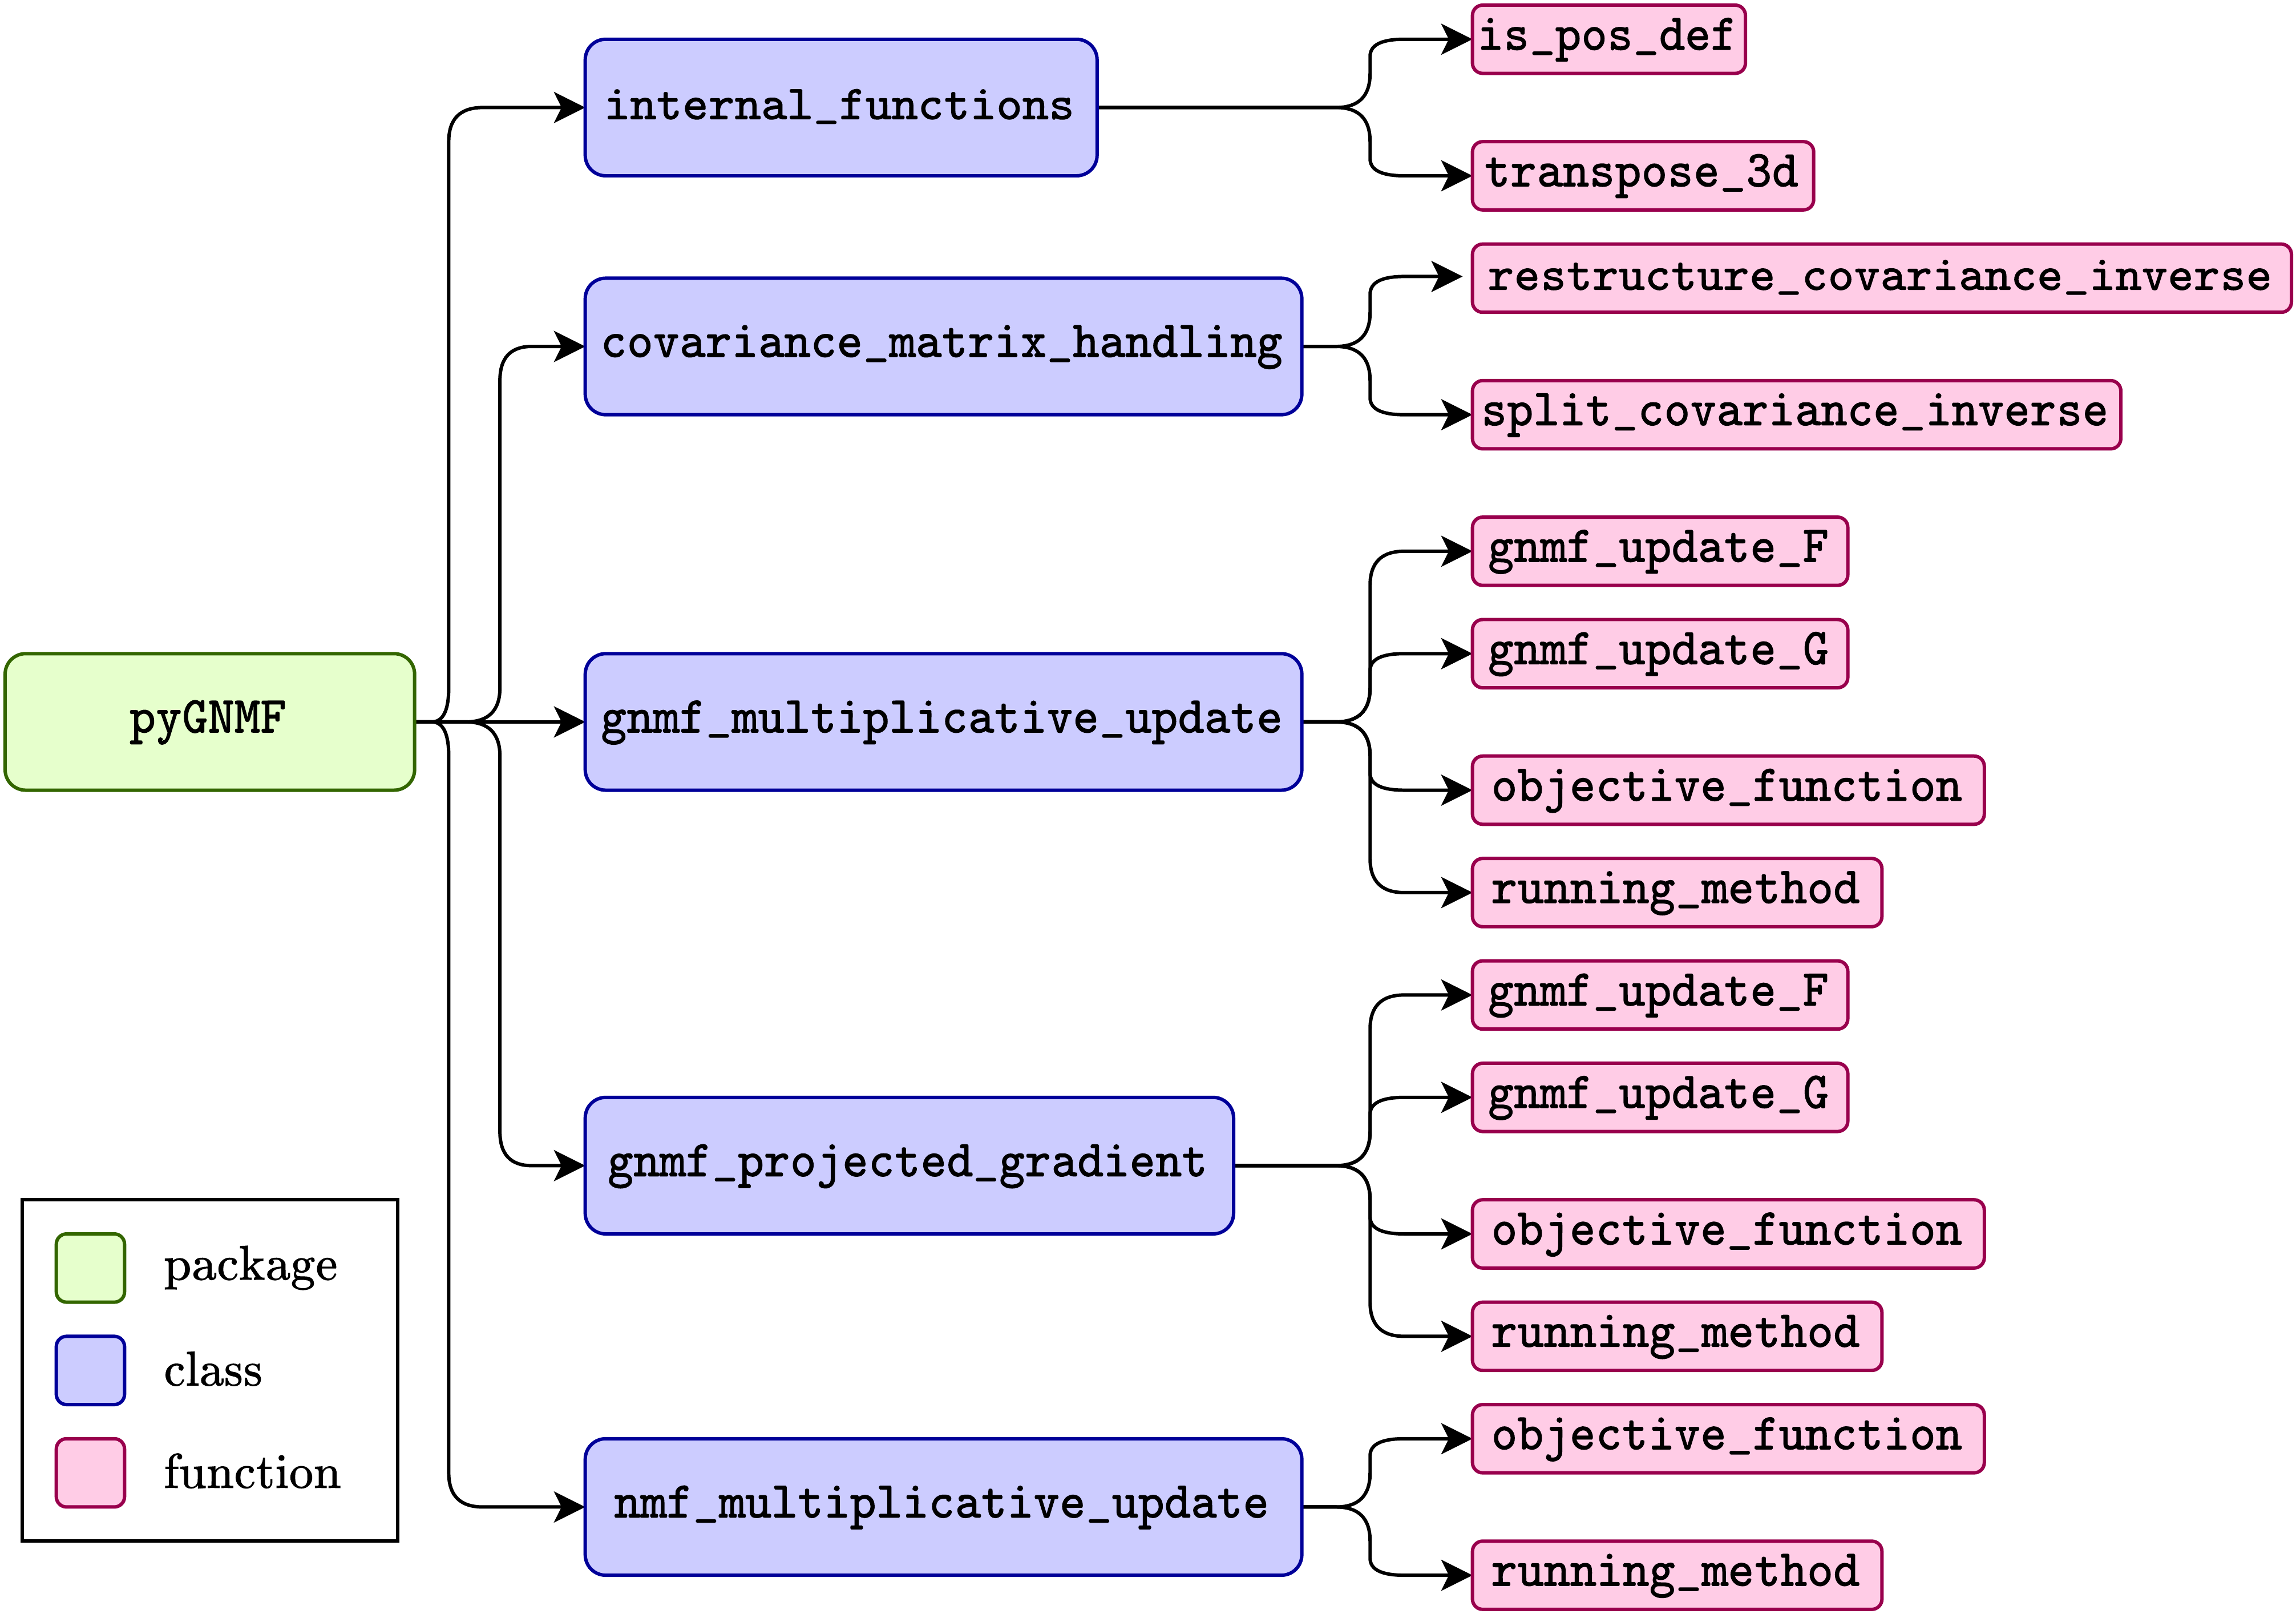 is_pos_def
internal_functions
transpose_3d
restructure_covariance_inverse
covariance_matrix_handling
split_covariance_inverse
gnmf_update_F
gnmf_update_G
pyGNMF
gnmf_multiplicative_update
objective_function
running_method
gnmf_update_F
gnmf_update_G
gnmf_projected_gradient
objective_function
running_method
objective_function
nmf_multiplicative_update
running_method
package
class
function